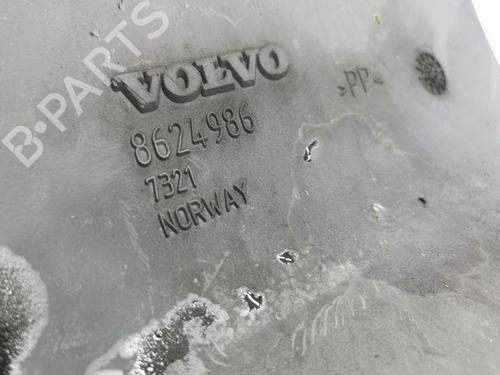 B-PARTS
VOLVO
>PP<
8624986
7321
NORWAY